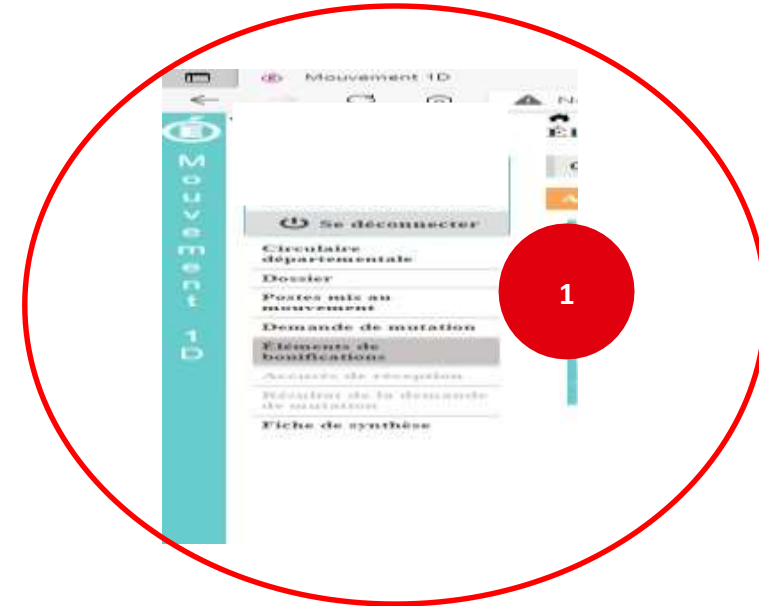 Mouvement 1D
É
Mouvement 1D
Se déconnecter
Circulaire
départementale
Dossier
Postes mis au
mouvement
Demande de mutation
Éléments de
bonifications
Accusés de réception
Résultat de la demande
de mutation
Fiche de synthèse
1